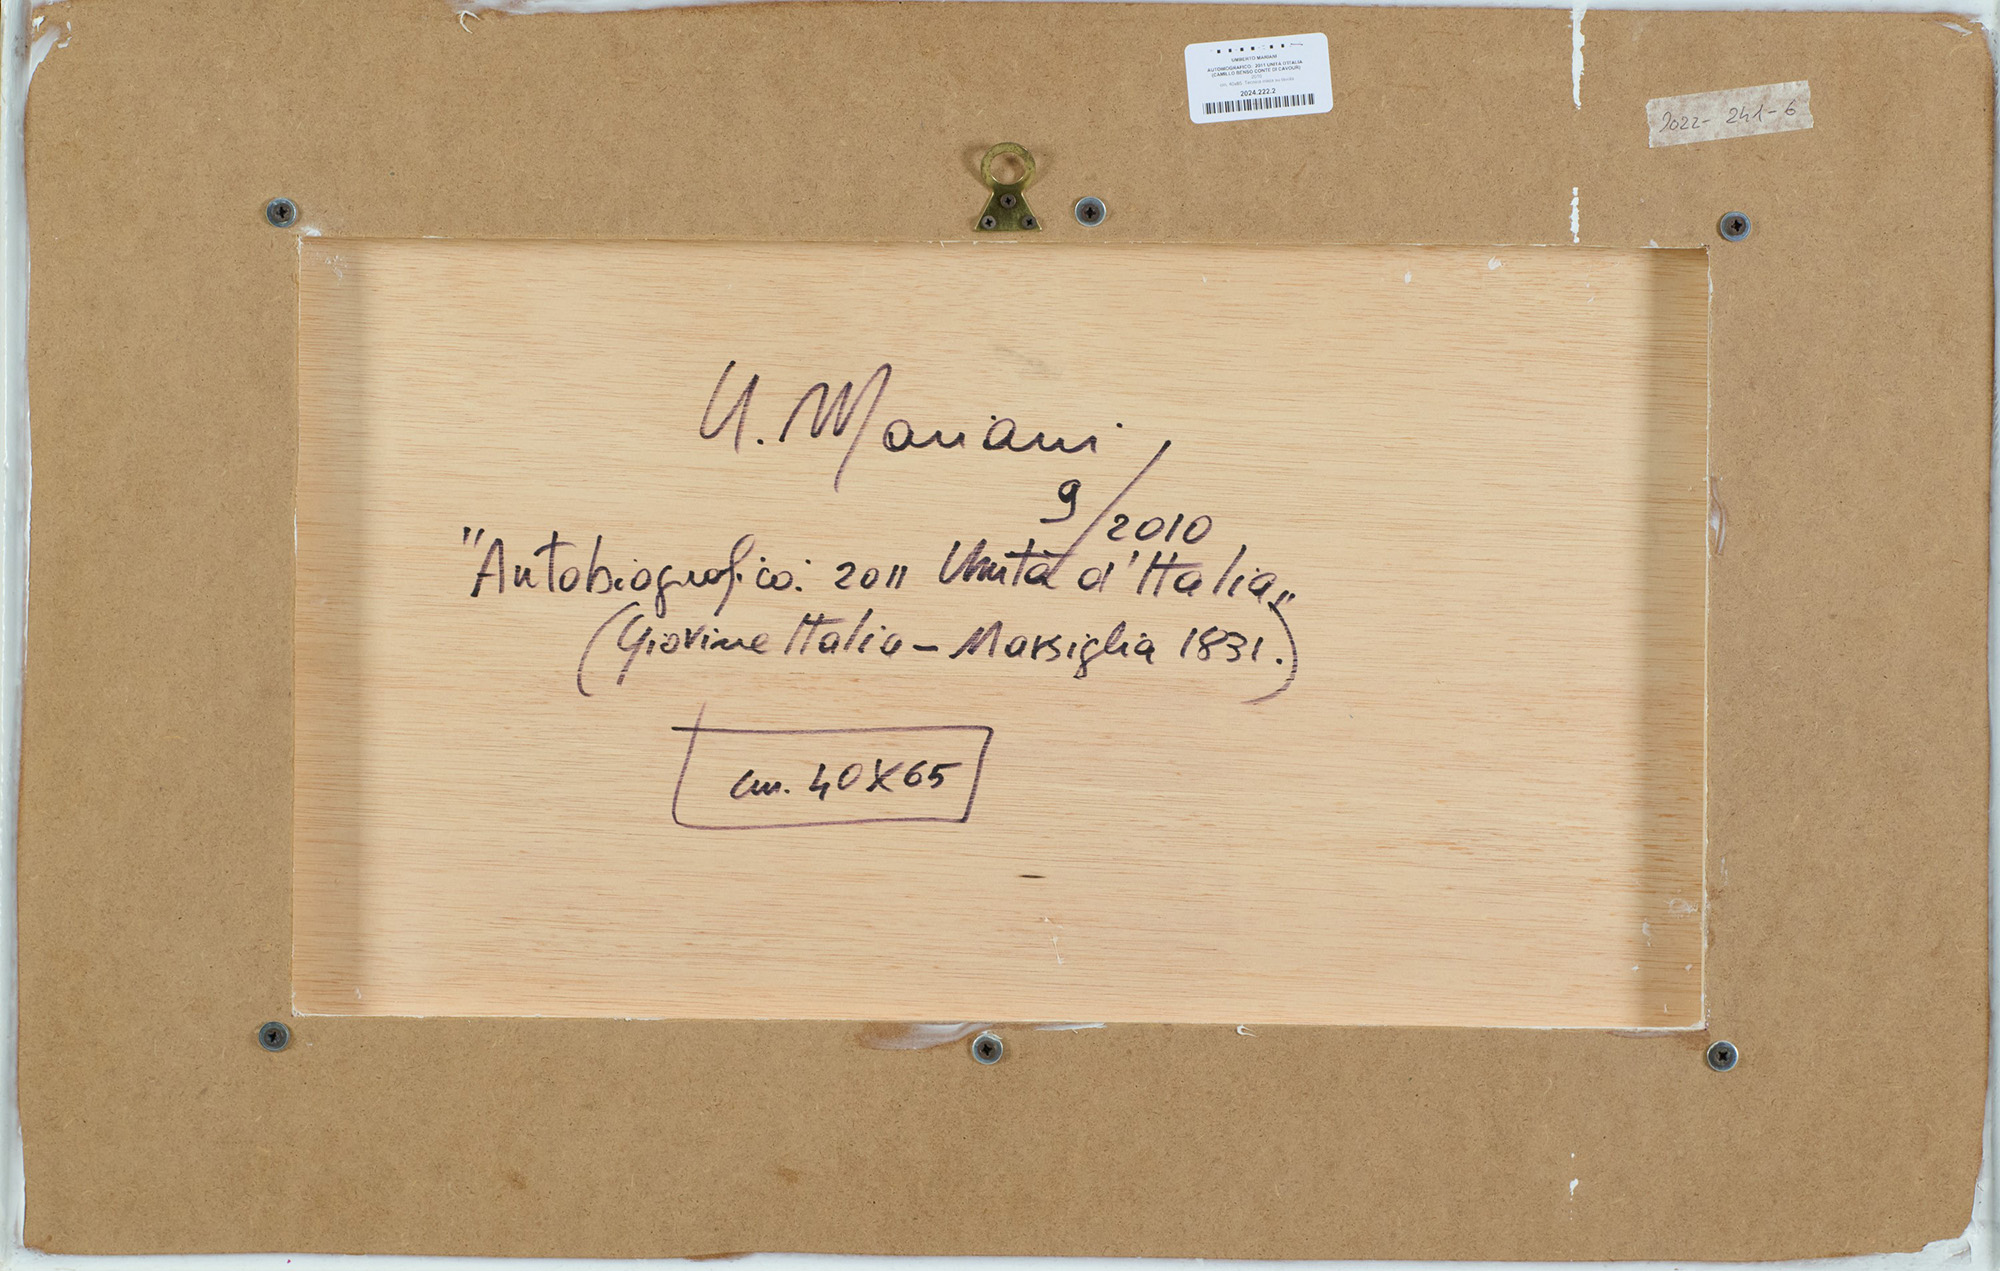 UMBERTO MARIANI
AUTOBIOGRAFICO: 2011 UNITÀ D'ITALIA
(CAMILLO BENSO CONTE DI CAVOUR)
2010
2024.222.2
2022- 241-6
U. Mariani
9/2010
"Autobiografico: 2011 Unità d'Italia"
(Giovine Italia - Marsiglia 1831.)
cm. 40X65